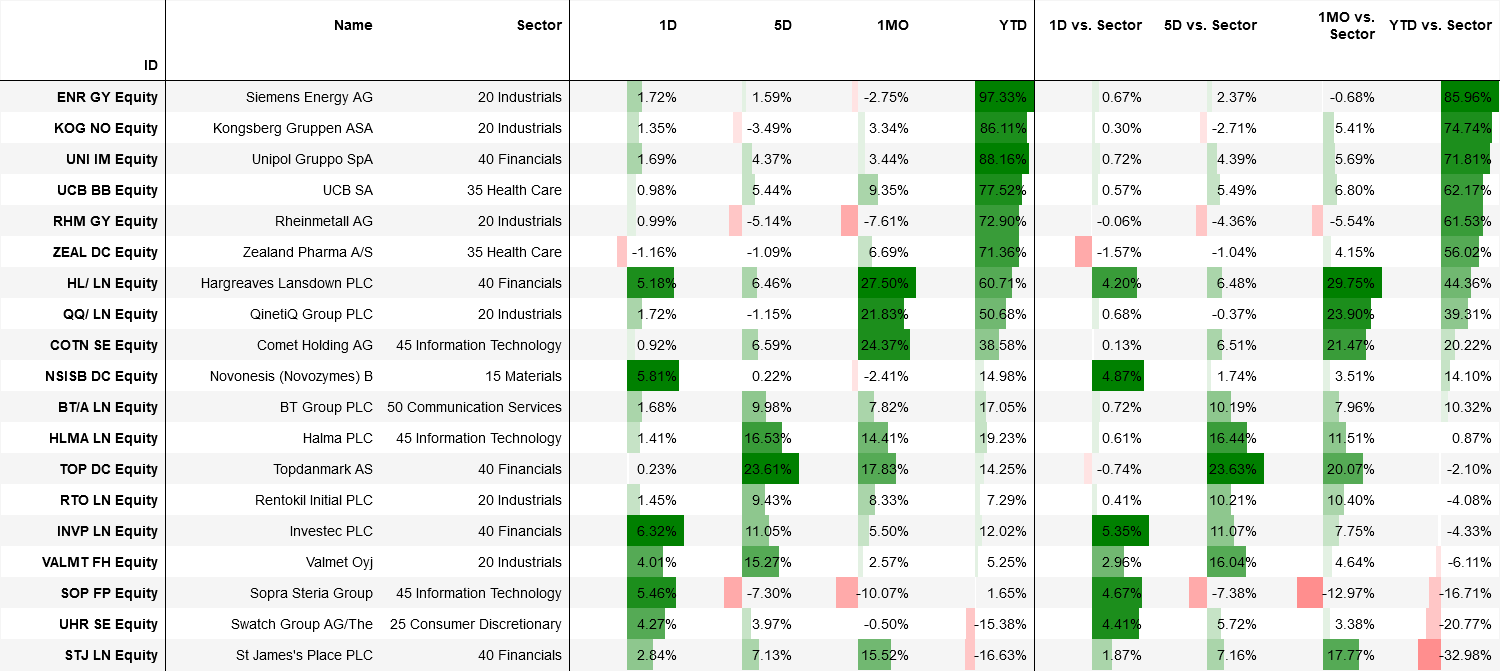 ID Name Sector 1D 5D 1MO YTD 1D vs. Sector 5D vs. Sector 1MO vs. Sector YTD vs. Sector
ENR GY Equity Siemens Energy AG 20 Industrials 1.72% 1.59% -2.75% 97.33% 0.67% 2.37% -0.68% 85.96%
KOG NO Equity Kongsberg Gruppen ASA 20 Industrials 1.35% -3.49% 3.34% 86.11% 0.30% -2.71% 5.41% 74.74%
UNI IM Equity Unipol Gruppo SpA 40 Financials 1.69% 4.37% 3.44% 88.16% 0.72% 4.39% 5.69% 71.81%
UCB BB Equity UCB SA 35 Health Care 0.98% 5.44% 9.35% 77.52% 0.57% 5.49% 6.80% 62.17%
RHM GY Equity Rheinmetall AG 20 Industrials 0.99% -5.14% -7.61% 72.90% -0.06% -4.36% -5.54% 61.53%
ZEAL DC Equity Zealand Pharma A/S 35 Health Care -1.16% -1.09% 6.69% 71.36% -1.57% -1.04% 4.15% 56.02%
HL/ LN Equity Hargreaves Lansdown PLC 40 Financials 5.18% 6.46% 27.50% 60.71% 4.20% 6.48% 29.75% 44.36%
QQ/ LN Equity QinetiQ Group PLC 20 Industrials 1.72% -1.15% 21.83% 50.68% 0.68% -0.37% 23.90% 39.31%
COTN SE Equity Comet Holding AG 45 Information Technology 0.92% 6.59% 24.37% 38.58% 0.13% 6.51% 21.47% 20.22%
NSISB DC Equity Novonesis (Novozymes) B 15 Materials 5.81% 0.22% -2.41% 14.98% 4.87% 1.74% 3.51% 14.10%
BT/A LN Equity BT Group PLC 50 Communication Services 1.68% 9.98% 7.82% 17.05% 0.72% 10.19% 7.96% 10.32%
HLMA LN Equity Halma PLC 45 Information Technology 1.41% 16.53% 14.41% 19.23% 0.61% 16.44% 11.51% 0.87%
TOP DC Equity Topdanmark AS 40 Financials 0.23% 23.61% 17.83% 14.25% -0.74% 23.63% 20.07% -2.10%
RTO LN Equity Rentokil Initial PLC 20 Industrials 1.45% 9.43% 8.33% 7.29% 0.41% 10.21% 10.40% -4.08%
INVP LN Equity Investec PLC 40 Financials 6.32% 11.05% 5.50% 12.02% 5.35% 11.07% 7.75% -4.33%
VALMT FH Equity Valmet Oyj 20 Industrials 4.01% 15.27% 2.57% 5.25% 2.96% 16.04% 4.64% -6.11%
SOP FP Equity Sopra Steria Group 45 Information Technology 5.46% -7.30% -10.07% 1.65% 4.67% -7.38% -12.97% -16.71%
UHR SE Equity Swatch Group AG/The 25 Consumer Discretionary 4.27% 3.97% -0.50% -15.38% 4.41% 5.72% 3.38% -20.77%
STJ LN Equity St James's Place PLC 40 Financials 2.84% 7.13% 15.52% -16.63% 1.87% 7.16% 17.77% -32.98%